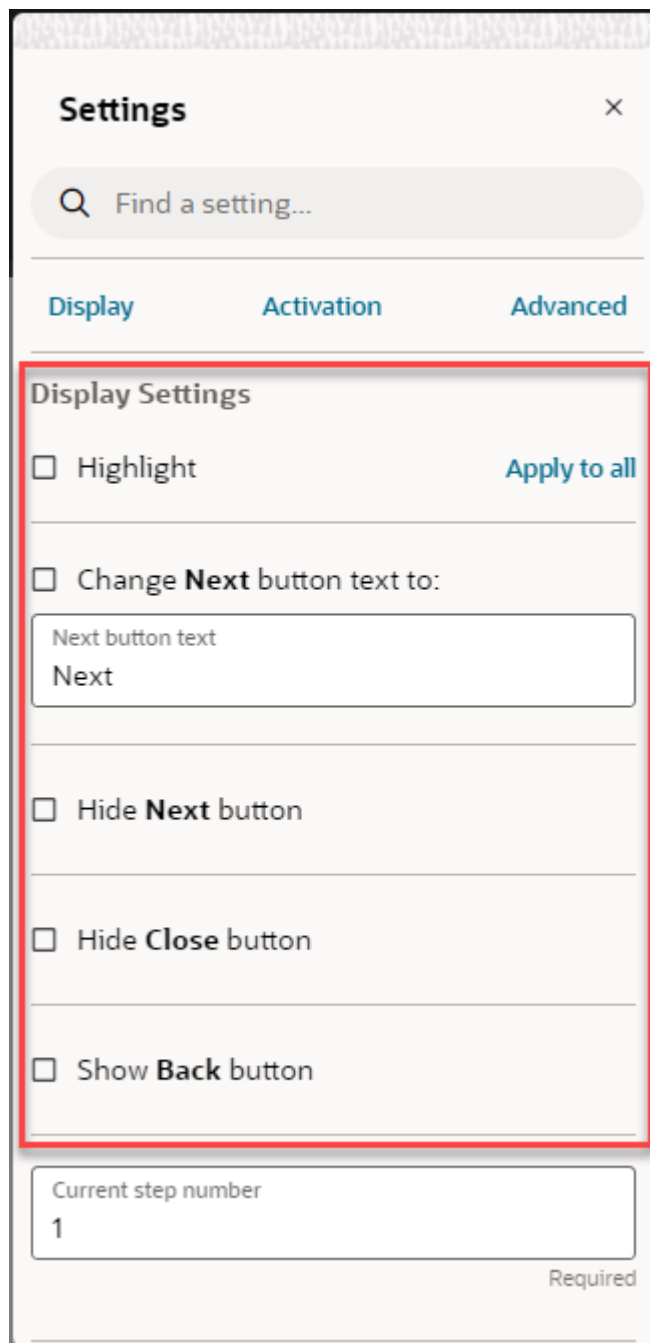 Settings
Find a setting...
Display Activation Advanced
Display Settings
Highlight Apply to all
Change Next button text to:
Next button text
Next
Hide Next button
Hide Close button
Show Back button
Current step number
1
Required